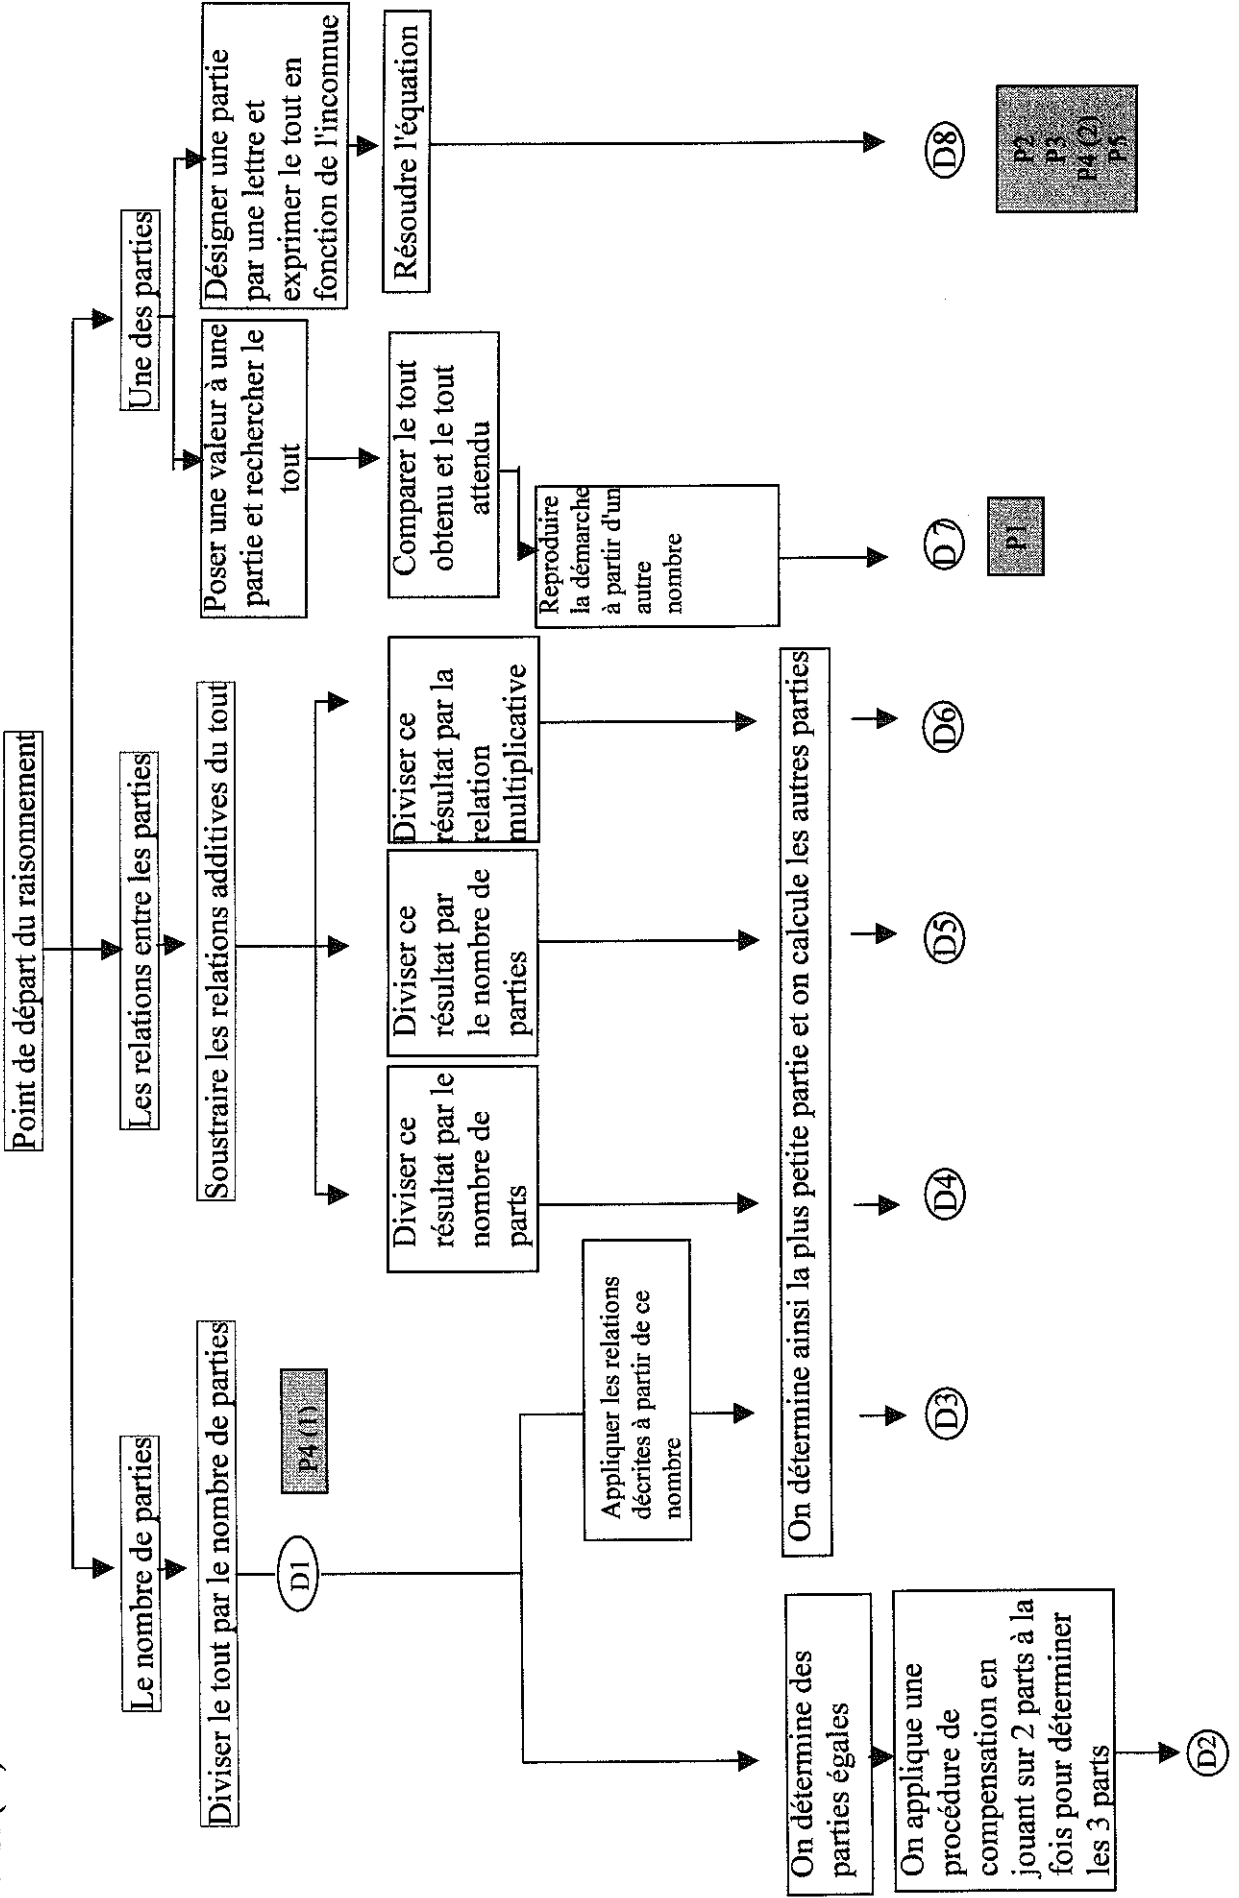 Point de départ du raisonnement
Le nombre de parties
Les relations entre les parties
Une des parties
Diviser le tout par le nombre de parties
Soustraire les relations additives du tout
Poser une valeur à une
partie et rechercher le
tout
Désigner une partie
par une lettre et
exprimer le tout en
fonction de l'inconnue
D1
P4 (1)
Diviser ce
résultat par le
nombre de
parts
Diviser ce
résultat par
le nombre de
parties
Diviser ce
résultat par la
relation
multiplicative
Comparer le tout
obtenu et le tout
attendu
Résoudre l'équation
Appliquer les relations
décrites à partir de ce
nombre
Reproduire
la démarche
à partir d'un
autre
nombre
On détermine des
parties égales
On détermine ainsi la plus petite partie et on calcule les autres parties
On applique une
procédure de
compensation en
jouant sur 2 parts à la
fois pour déterminer
les 3 parts
D2
D3
D4
D5
D6
D 7
D8
P1
P2
P3
P4 (2)
P5